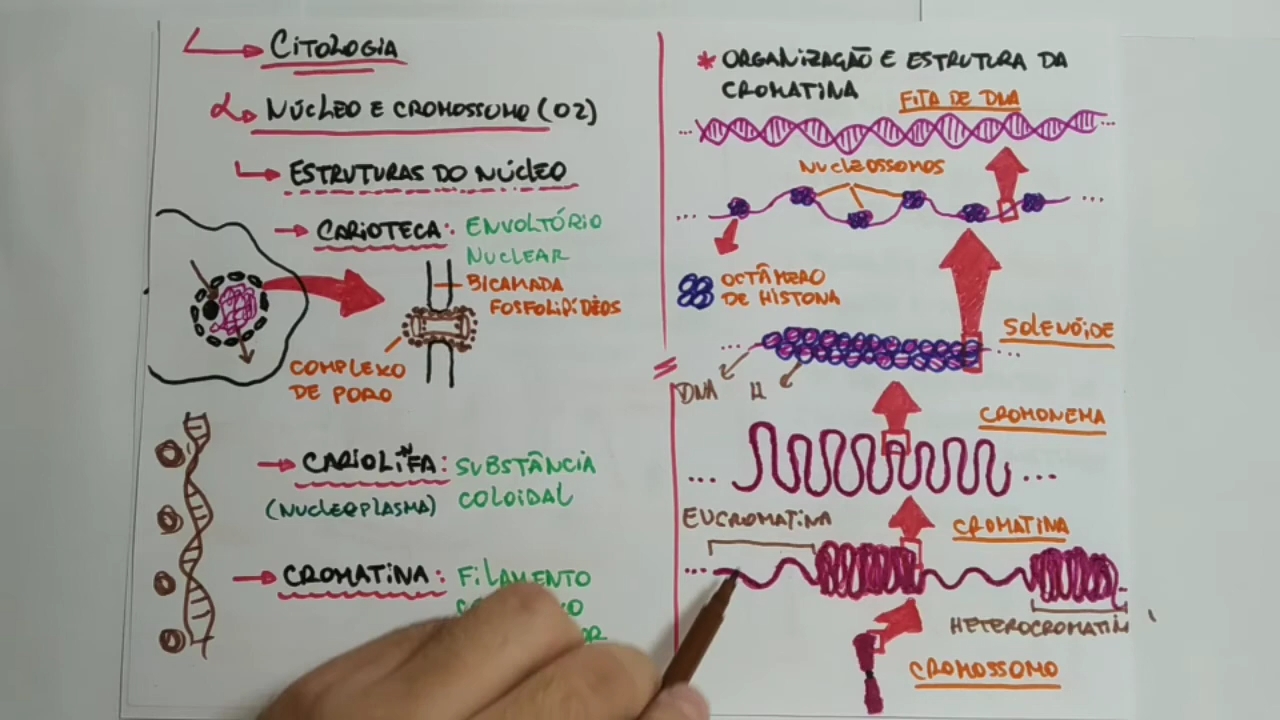 CITOLOGIA
NÚCLEO E CROMOSSOMO (02)
ESTRUTURAS DO NÚCLEO
CARIOTECA: ENVOLTÓRIO
NUCLEAR
BICAMADA
FOSFOLIPÍDEOS
COMPLEXO
DE PORO
CARIOLINFA: SUBSTÂNCIA
(NUCLEOPLASMA) COLOIDAL
CROMATINA: FILAMENTO
* ORGANIZAÇÃO E ESTRUTURA DA
CROMATINA
FITA DE DNA
NUCLEOSSOMOS
OCTÂMERO
DE HISTONA
SOLENÓIDE
DNA H
CROMONEMA
EUCROMATINA
CROMATINA
HETEROCROMATIN
CROMOSSOMO